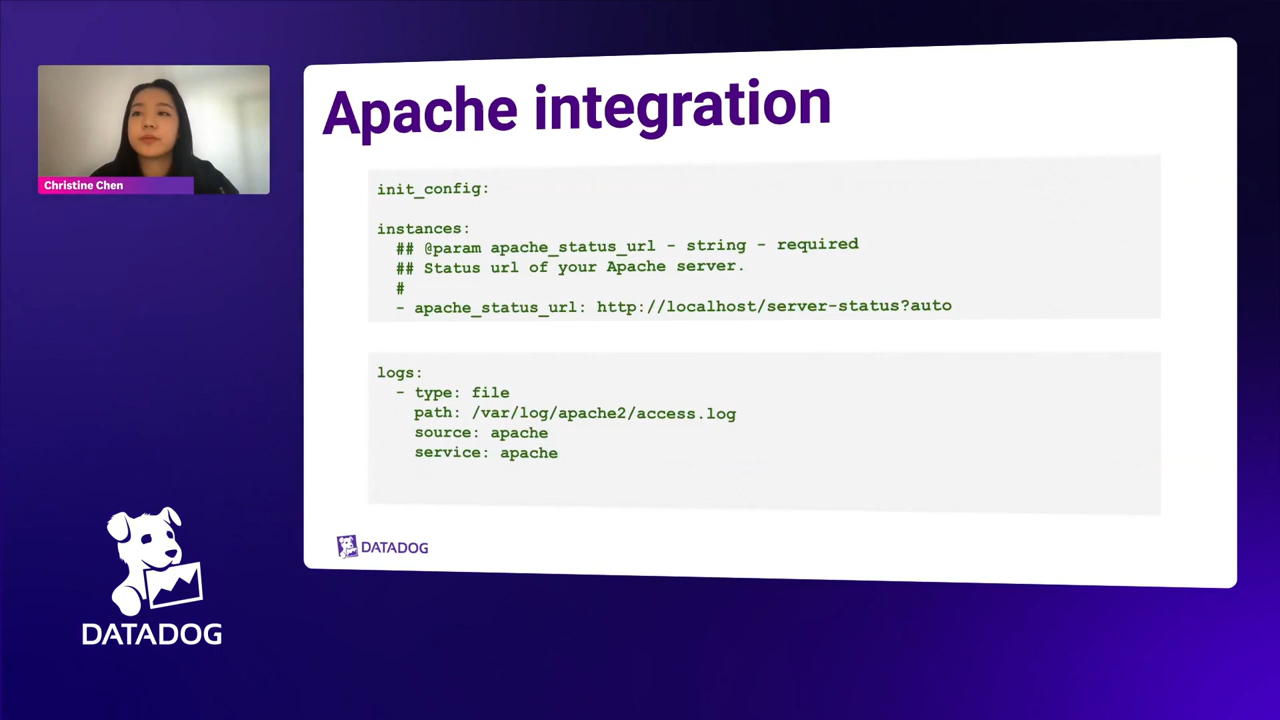 Apache integration
Christine Chen
init_config:
instances:
## @param apache_status_url - string - required
## Status url of your Apache server.
#
- apache_status_url: http://localhost/server-status?auto
logs:
- type: file
path: /var/log/apache2/access.log
source: apache
service: apache
DATADOG
DATADOG